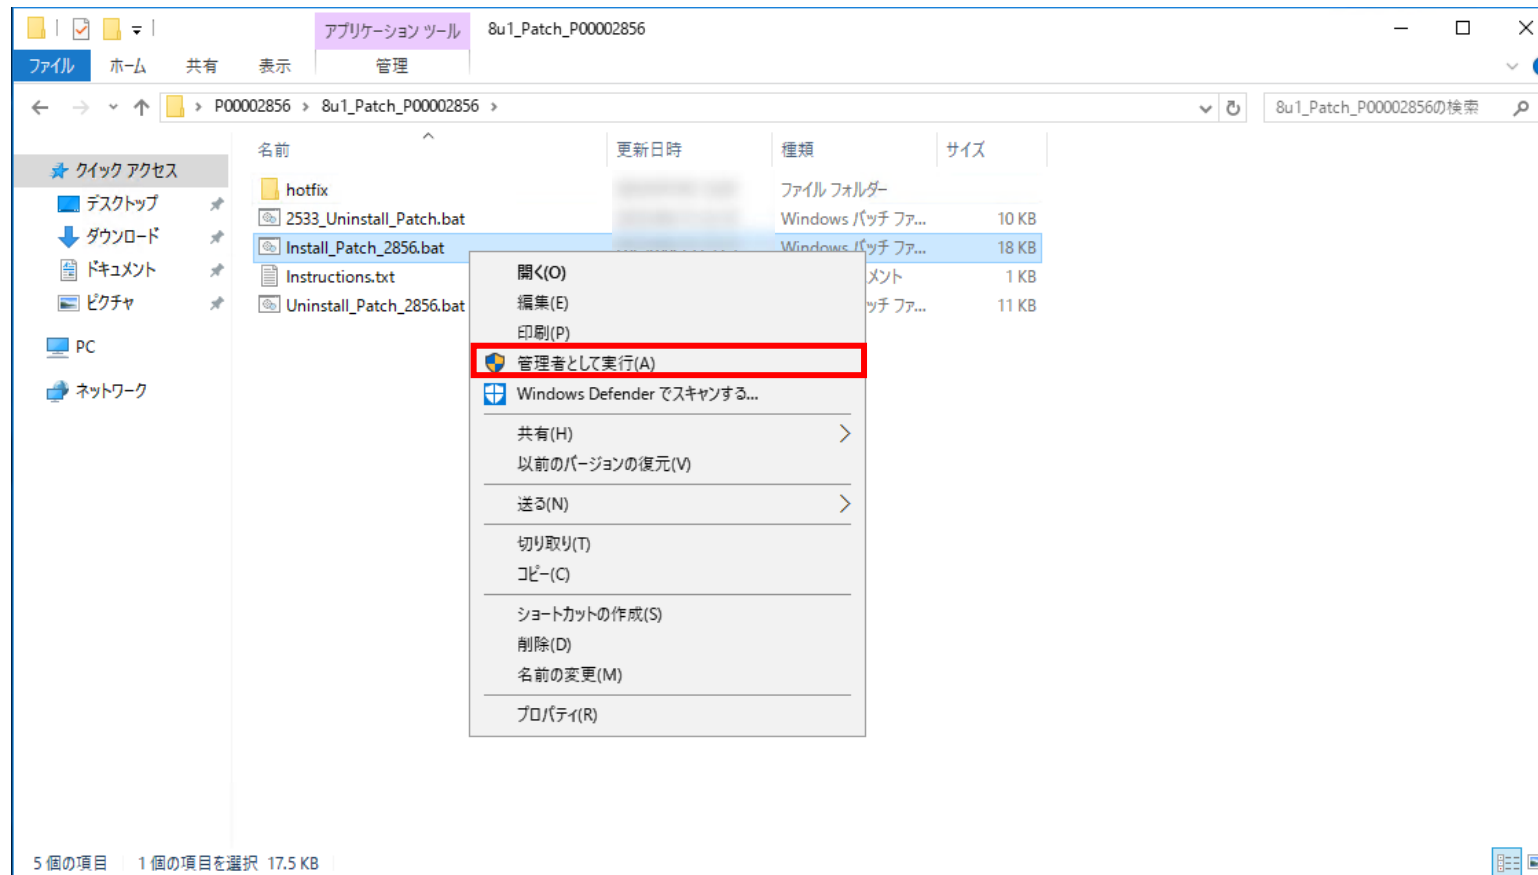 アプリケーション ツール
8u1_Patch_P00002856
ファイル
ホーム
共有
表示
管理
P00002856 › 8u1_Patch_P00002856 ›
8u1_Patch_P00002856の検索
名前
更新日時
種類
サイズ
クイック アクセス
デスクトップ
ダウンロード
ドキュメント
ピクチャ
PC
ネットワーク
hotfix ファイル フォルダー
2533_Uninstall_Patch.bat Windows バッチ ファ... 10 KB
Install_Patch_2856.bat Windows バッチ ファ... 18 KB
Instructions.txt メント 1 KB
Uninstall_Patch_2856.bat ッチ ファ... 11 KB
開く(O)
編集(E)
印刷(P)
管理者として実行(A)
Windows Defender でスキャンする...
共有(H)
以前のバージョンの復元(V)
送る(N)
切り取り(T)
コピー(C)
ショートカットの作成(S)
削除(D)
名前の変更(M)
プロパティ(R)
5 個の項目
1 個の項目を選択 17.5 KB